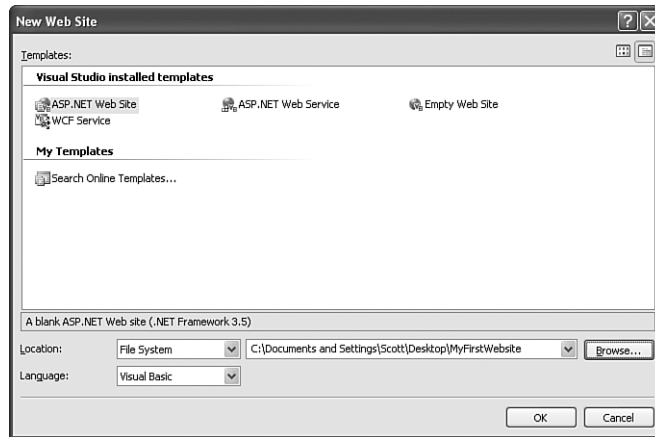 New Web Site
Templates:
Visual Studio installed templates
ASP.NET Web Site
ASP.NET Web Service
Empty Web Site
WCF Service
My Templates
Search Online Templates...
A blank ASP.NET Web site (.NET Framework 3.5)
Location:
File System
C:\Documents and Settings\Scott\Desktop\MyFirstWebsite
Browse...
Language:
Visual Basic
OK
Cancel